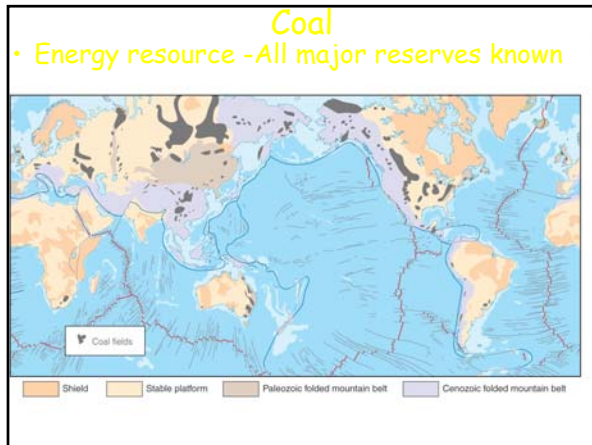 Coal
• Energy resource -All major reserves known
Coal fields
Shield
Stable platform
Paleozoic folded mountain belt
Cenozoic folded mountain belt